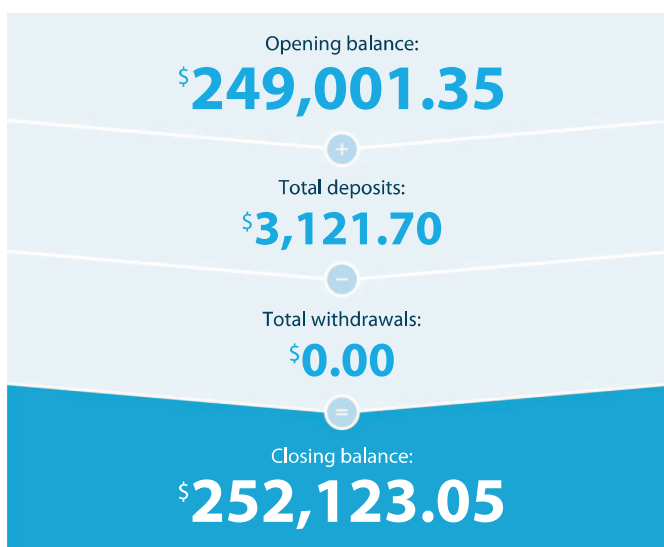 Opening balance:
$249,001.35
+
Total deposits:
$3,121.70
−
Total withdrawals:
$0.00
=
Closing balance:
$252,123.05